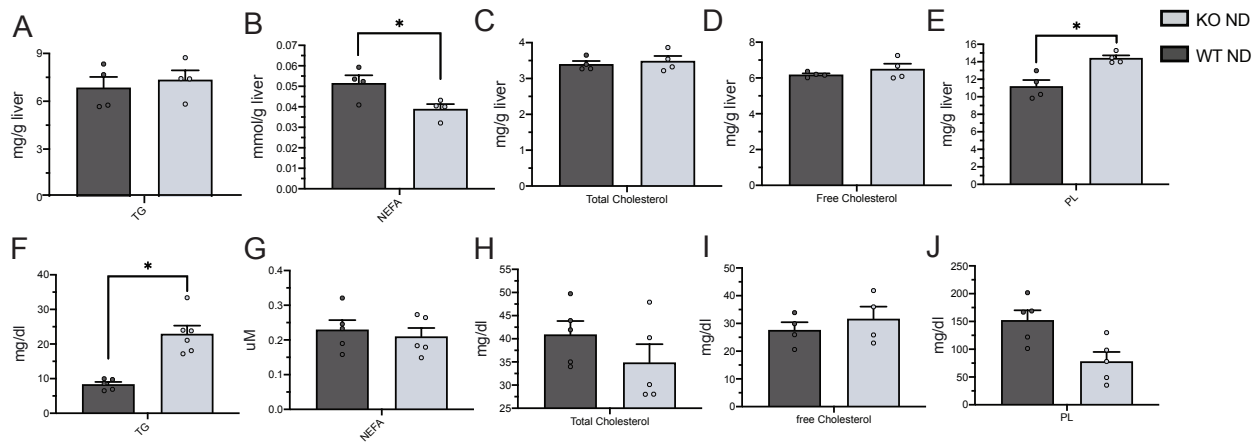 A
B
C
D
E
KO ND
WT ND
mg/g liver
9
6
3
0
TG
mmol/g liver
0.07
0.06
0.05
0.04
0.03
0.02
0.01
0.00
*
NEFA
mg/g liver
4
3
2
1
0
Total Cholesterol
mg/g liver
8
6
4
2
0
Free Cholesterol
mg/g liver
16
14
12
10
8
6
4
2
0
*
PL
F
G
H
I
J
mg/dl
40
30
20
10
0
*
TG
uM
0.4
0.3
0.2
0.1
0.0
NEFA
mg/dl
55
50
45
40
35
30
25
Total Cholesterol
mg/dl
50
40
30
20
10
0
free Cholesterol
mg/dl
250
200
150
100
50
0
PL